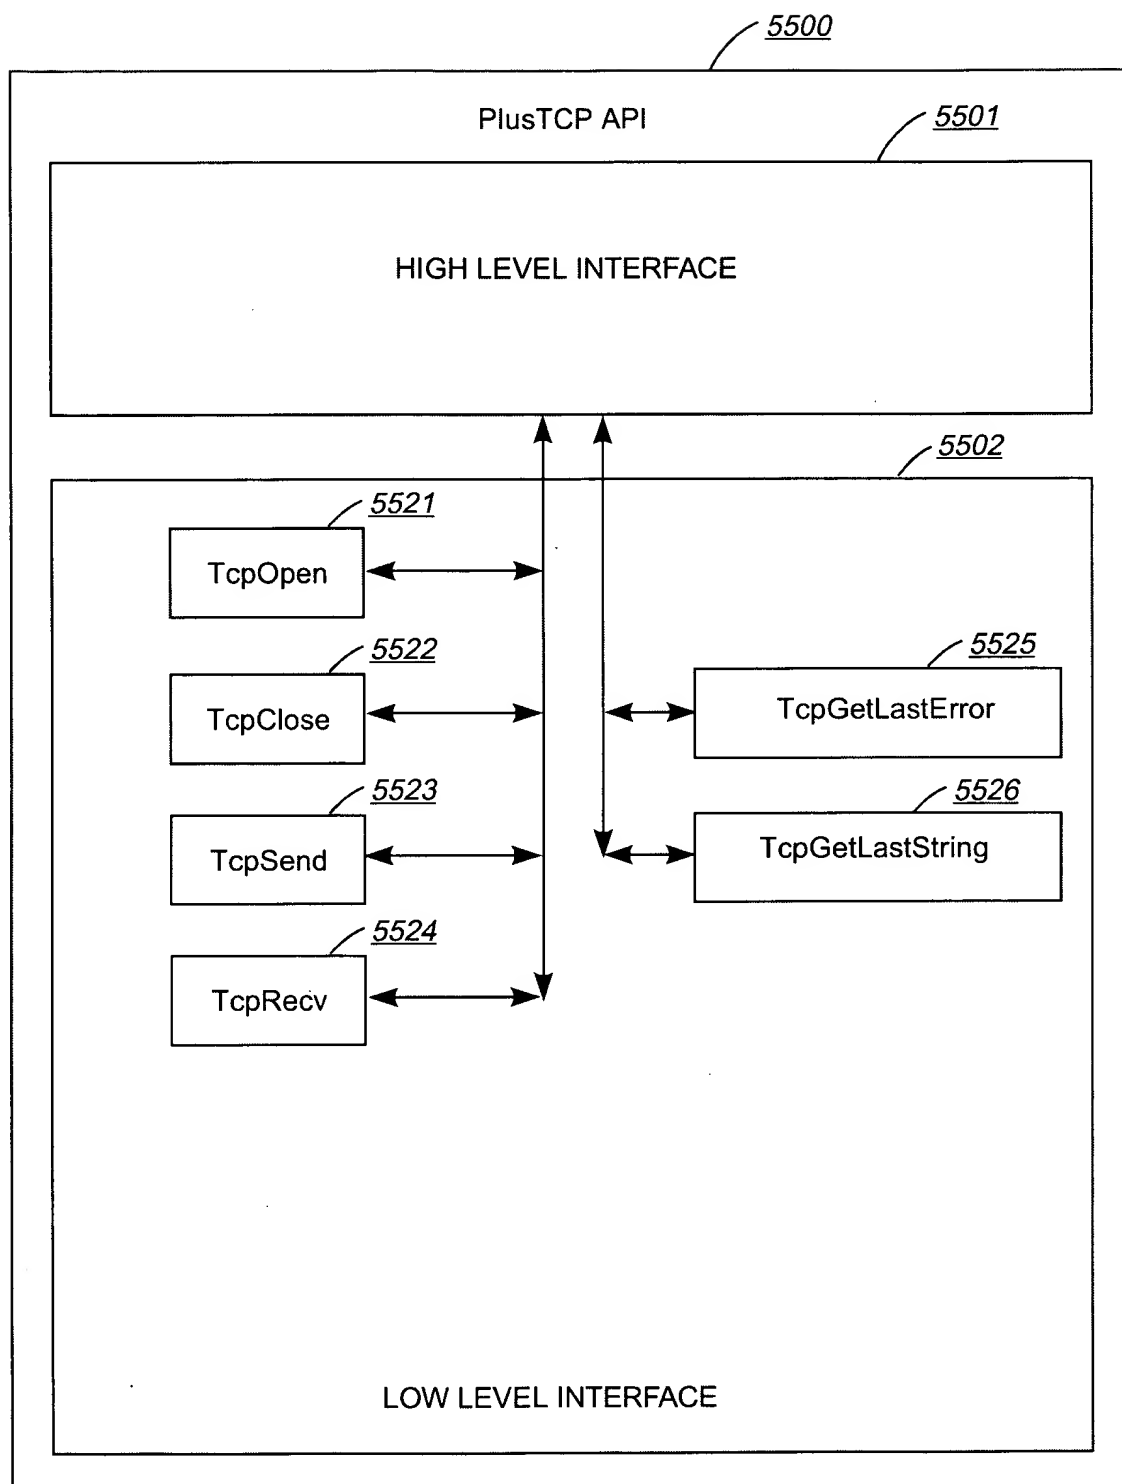 5500
PlusTCP API
5501
HIGH LEVEL INTERFACE
5502
5521
TcpOpen
5522
TcpClose
5523
TcpSend
5524
TcpRecv
5525
TcpGetLastError
5526
TcpGetLastString
LOW LEVEL INTERFACE